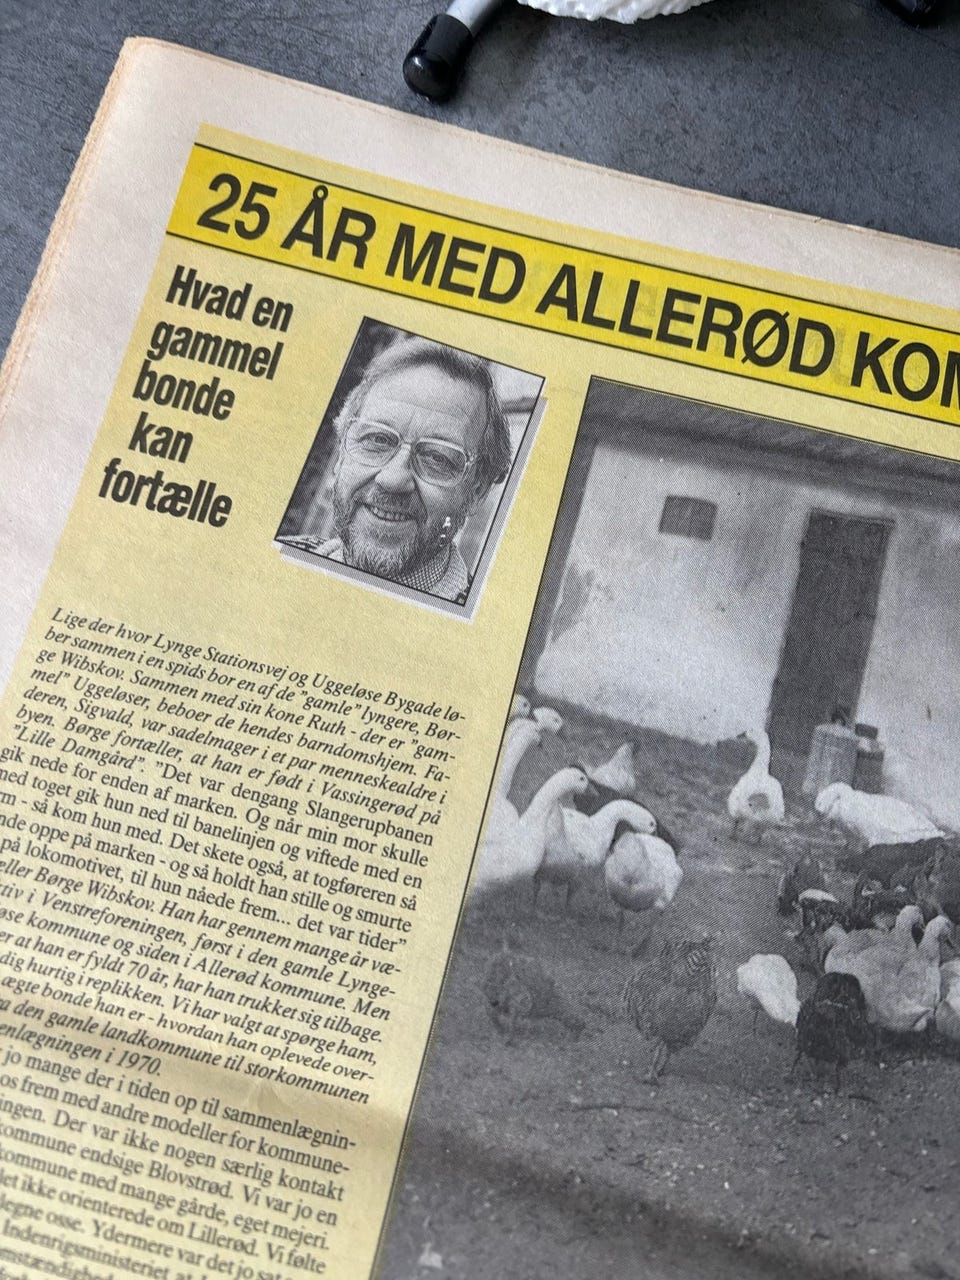 25 ÅR MED ALLERØD
Hvad en
gammel
bonde
kan
fortælle
Lige der hvor Lynge Stationsvej og Uggeløse Bygade lø-
ber sammen i en spids bor en af de "gamle" lyngere, Bør-
ge Wibskov. Sammen med sin kone Ruth - der er "gam-
mel" Uggeløser, beboer de hendes barndomshjem. Fa-
deren, Sigvald, var sadelmager i et par menneskealdre i
byen. Børge fortæller, at han er født i Vassingerød på
"Lille Damgård". "Det var dengang Slangerupbanen
gik nede for enden af marken. Og når min mor skulle
med toget gik hun ned til banelinjen og viftede med en
- så kom hun med. Det skete også, at togføreren så
oppe på marken - og så holdt han stille og smurte
på lokomotivet, til hun nåede frem... det var tider"
Børge Wibskov. Han har gennem mange år væ-
i Venstreforeningen, først i den gamle Lynge-
kommune og siden i Allerød kommune. Men
er at han er fyldt 70 år, har han trukket sig tilbage.
hurtig i replikken. Vi har valgt at spørge ham,
ægte bonde han er - hvordan han oplevede over-
den gamle landkommune til storkommunen
i 1970.
jo mange der i tiden op til sammenlægnin-
os frem med andre modeller for kommune-
Der var ikke nogen særlig kontakt
kommune endsige Blovstrød. Vi var jo en
kommune med mange gårde, eget mejeri.
ikke orienterede om Lillerød. Vi følte
osse. Ydermere var det jo
Indenrigsministeriet